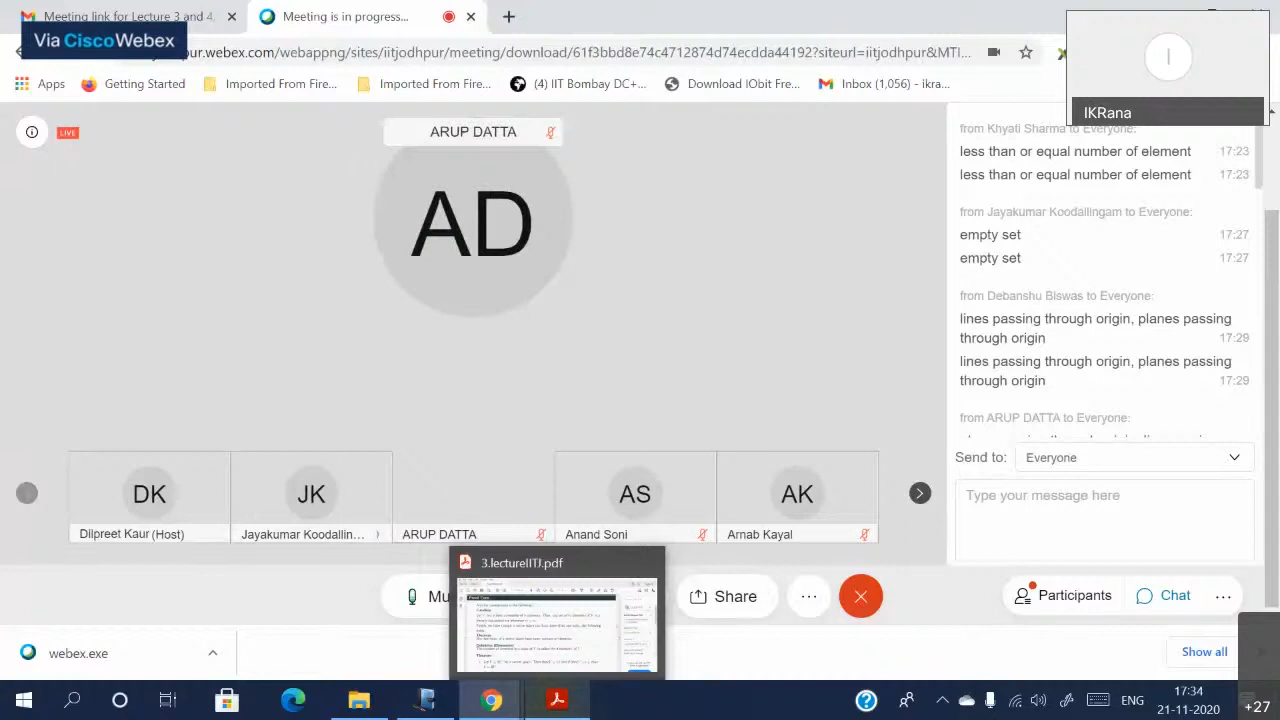 Meeting link for Lecture 3 and 4
Meeting is in progress...
Via Cisco Webex
pur.webex.com/webappng/sites/iitjodhpur/meeting/download/61f3bbd8e74c4712874d74ecdda44192?siteurl=iitjodhpur&MTI...
Apps
Getting Started
Imported From Fire...
Imported From Fire...
(4) IIT Bombay DC+...
Download IObit Free...
Inbox (1,056) - ikra...
I
IKRana
LIVE
ARUP DATTA
AD
from Khyati Sharma to Everyone:
less than or equal number of element 17:23
less than or equal number of element 17:23
from Jayakumar Koodallingam to Everyone:
empty set 17:27
empty set 17:27
from Debanshu Biswas to Everyone:
lines passing through origin, planes passing
through origin 17:29
lines passing through origin, planes passing
through origin 17:29
from ARUP DATTA to Everyone:
Send to: Everyone
Type your message here
DK
Dilpreet Kaur (Host)
JK
Jayakumar Koodallin...
ARUP DATTA
AS
Anand Soni
AK
Arnab Kayal
3.lectureIITJ.pdf
Mu
Share
Participants
Chat
webex.exe
Show all
ENG
17:34
21-11-2020
+27